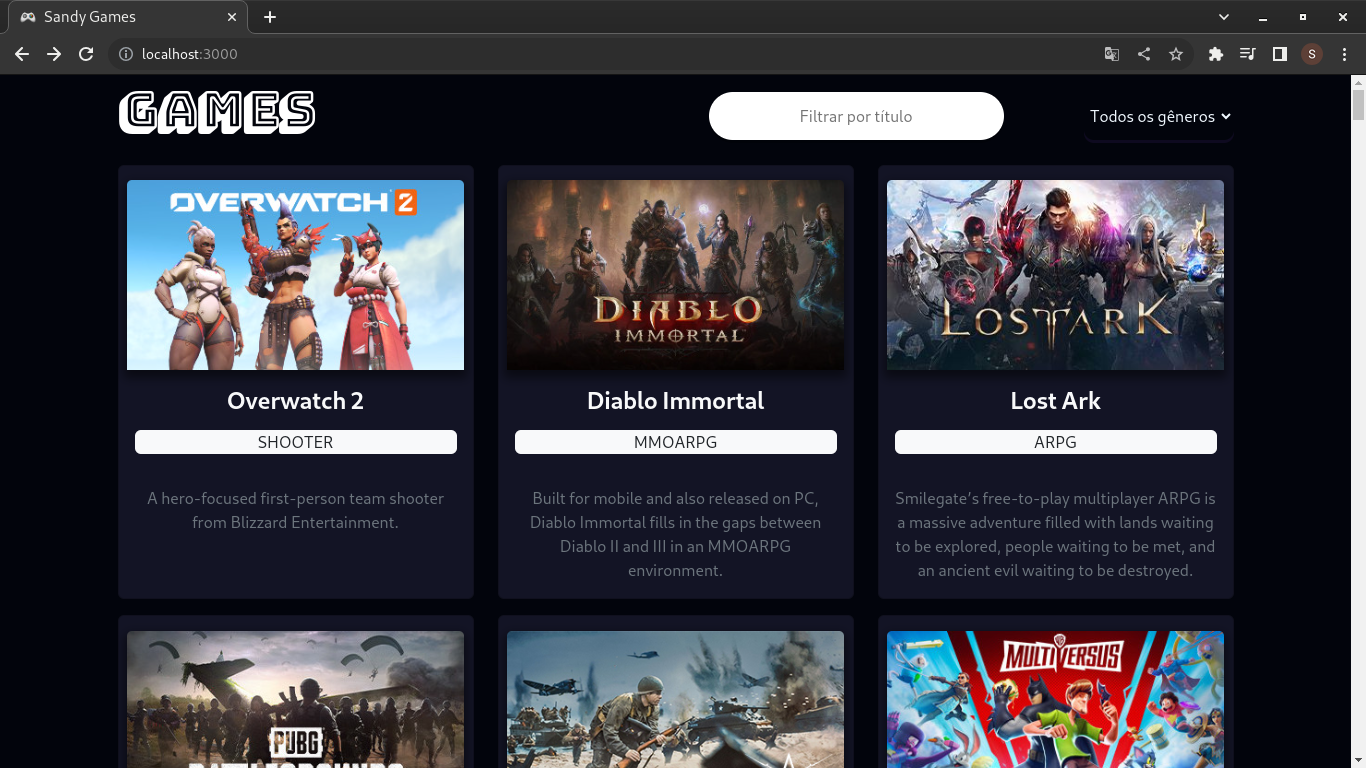 Sandy Games
localhost:3000
S
GAMES
Filtrar por título
Todos os gêneros
OVERWATCH 2
DIABLO
IMMORTAL
LOST ARK
Overwatch 2
Diablo Immortal
Lost Ark
SHOOTER
MMOARPG
ARPG
A hero-focused first-person team shooter
from Blizzard Entertainment.
Built for mobile and also released on PC,
Diablo Immortal fills in the gaps between
Diablo II and III in an MMOARPG
environment.
Smilegate’s free-to-play multiplayer ARPG is
a massive adventure filled with lands waiting
to be explored, people waiting to be met, and
an ancient evil waiting to be destroyed.
PUBG
BATTLEGROUNDS
MULTIVERSUS